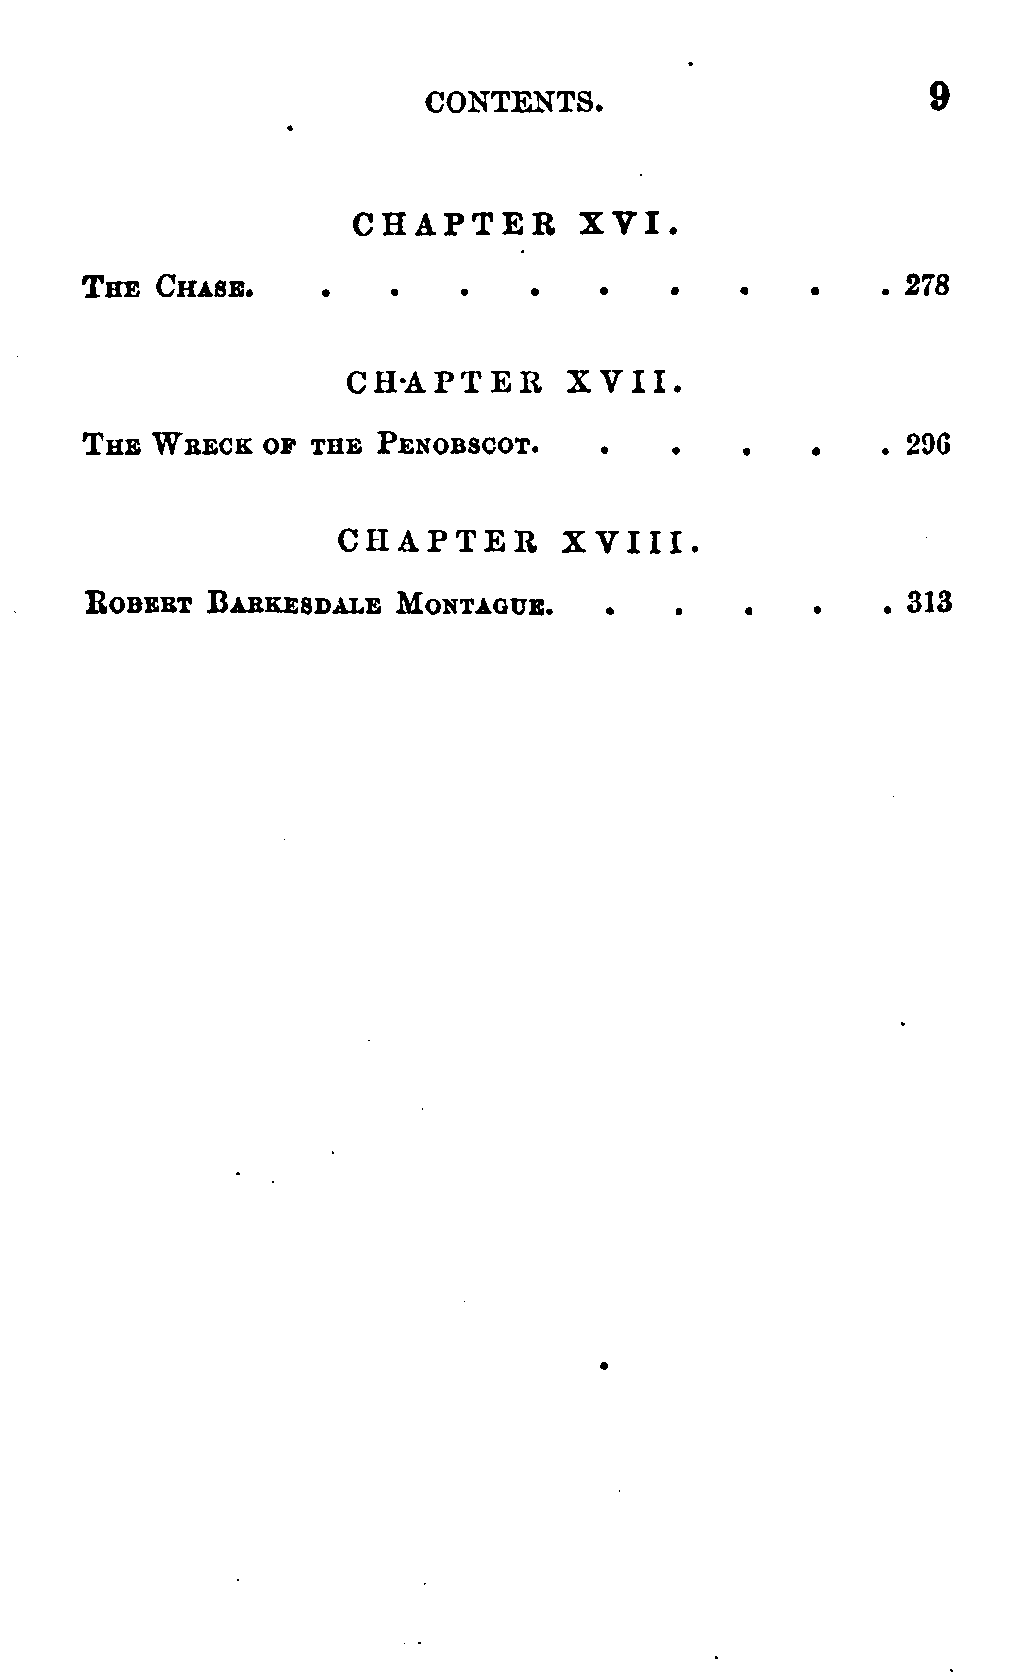 CONTENTS. 9
CHAPTER XVI.
THE CHASE. . . . . . . . . . 278
CHAPTER XVII.
THE WRECK OF THE PENOBSCOT. . . . . . 296
CHAPTER XVIII.
ROBERT BARKESDALE MONTAGUE. . . . . . 313